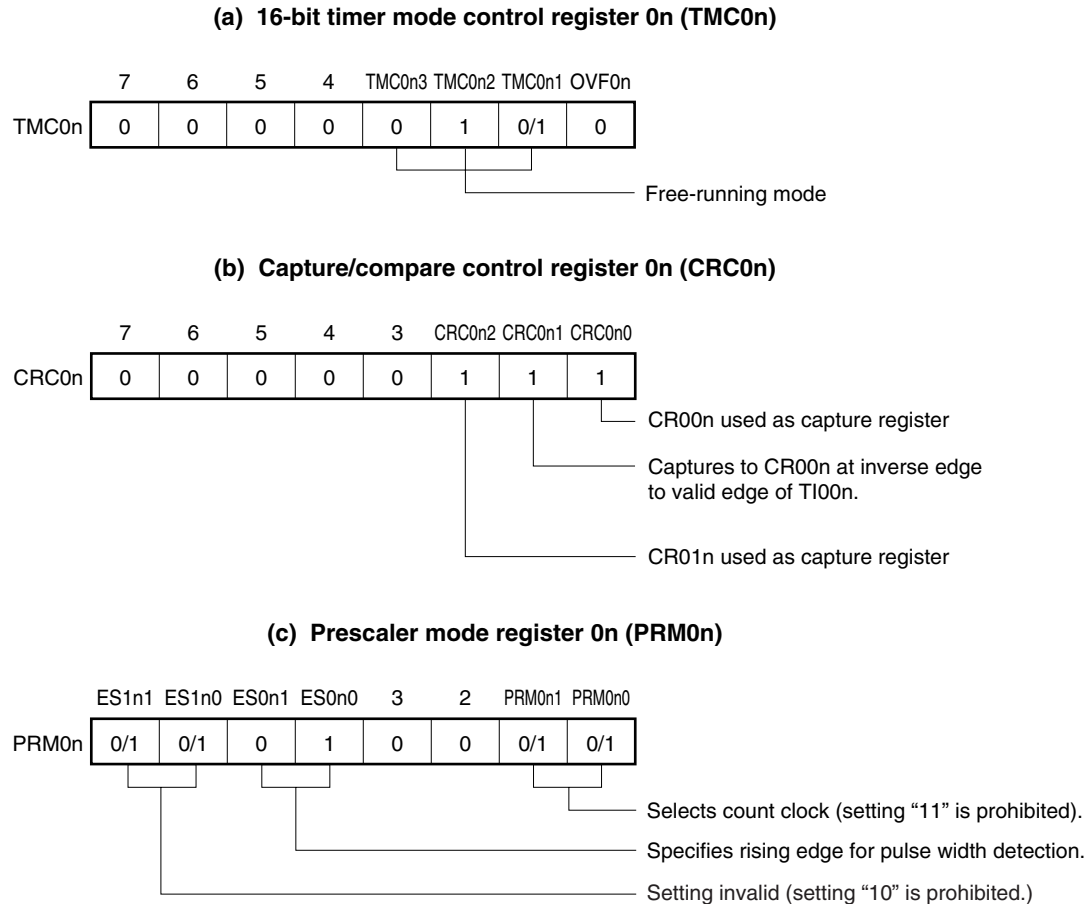 (a) 16-bit timer mode control register 0n (TMC0n)
7 6 5 4 TMC0n3 TMC0n2 TMC0n1 OVF0n
TMC0n 0 0 0 0 0 1 0/1 0
Free-running mode
(b) Capture/compare control register 0n (CRC0n)
7 6 5 4 3 CRC0n2 CRC0n1 CRC0n0
CRC0n 0 0 0 0 0 1 1 1
CR00n used as capture register
Captures to CR00n at inverse edge
to valid edge of TI00n.
CR01n used as capture register
(c) Prescaler mode register 0n (PRM0n)
ES1n1 ES1n0 ES0n1 ES0n0 3 2 PRM0n1 PRM0n0
PRM0n 0/1 0/1 0 1 0 0 0/1 0/1
Selects count clock (setting “11” is prohibited).
Specifies rising edge for pulse width detection.
Setting invalid (setting “10” is prohibited.)